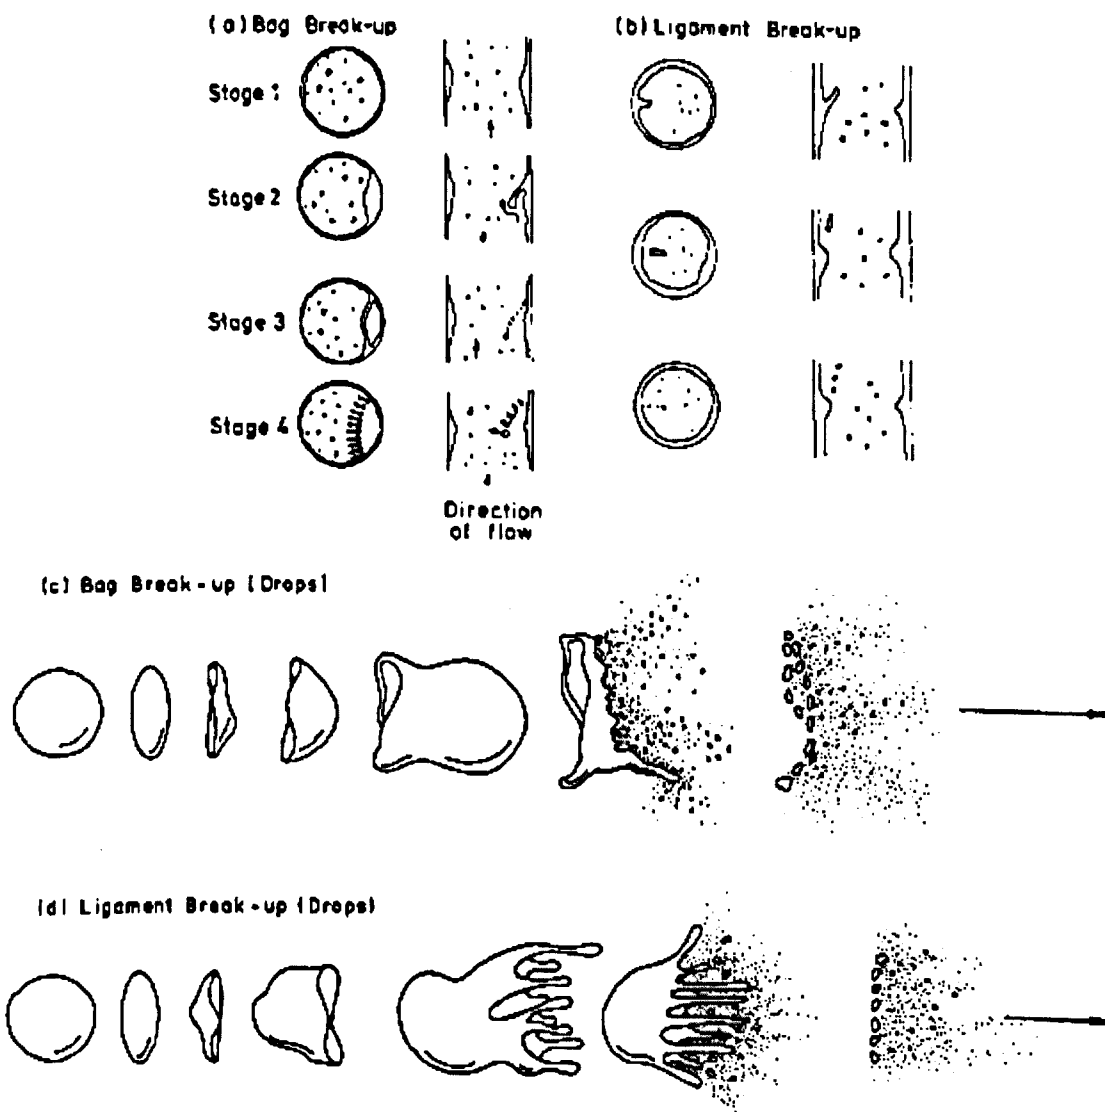 (a) Bag Break-up
(b) Ligament Break-up
Stage 1
Stage 2
Stage 3
Stage 4
Direction
of flow
(c) Bag Break-up (Drops)
(d) Ligament Break-up (Drops)